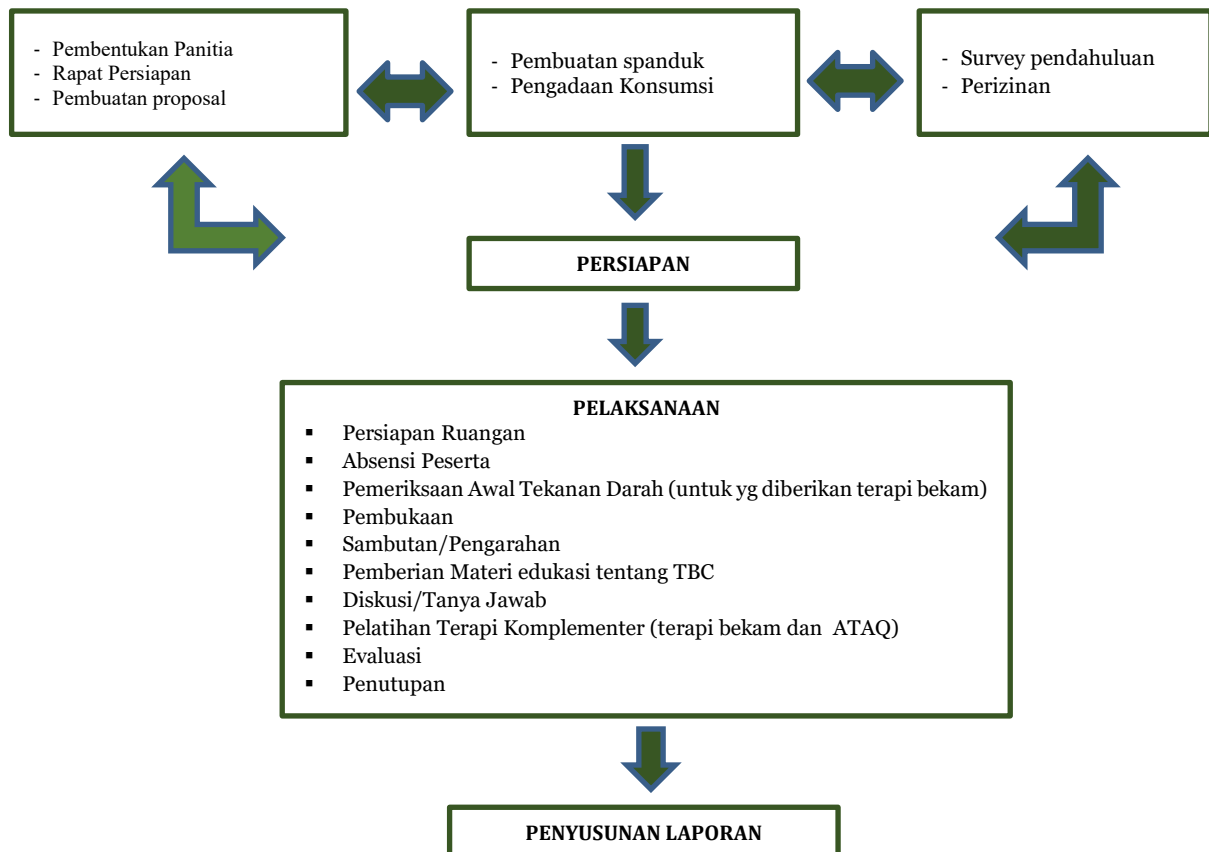 - Pembentukan Panitia
- Rapat Persiapan
- Pembuatan proposal
- Pembuatan spanduk
- Pengadaan Konsumsi
- Survey pendahuluan
- Perizinan
PERSIAPAN
PELAKSANAAN
▪ Persiapan Ruangan
▪ Absensi Peserta
▪ Pemeriksaan Awal Tekanan Darah (untuk yg diberikan terapi bekam)
▪ Pembukaan
▪ Sambutan/Pengarahan
▪ Pemberian Materi edukasi tentang TBC
▪ Diskusi/Tanya Jawab
▪ Pelatihan Terapi Komplementer (terapi bekam dan ATAQ)
▪ Evaluasi
▪ Penutupan
PENYUSUNAN LAPORAN